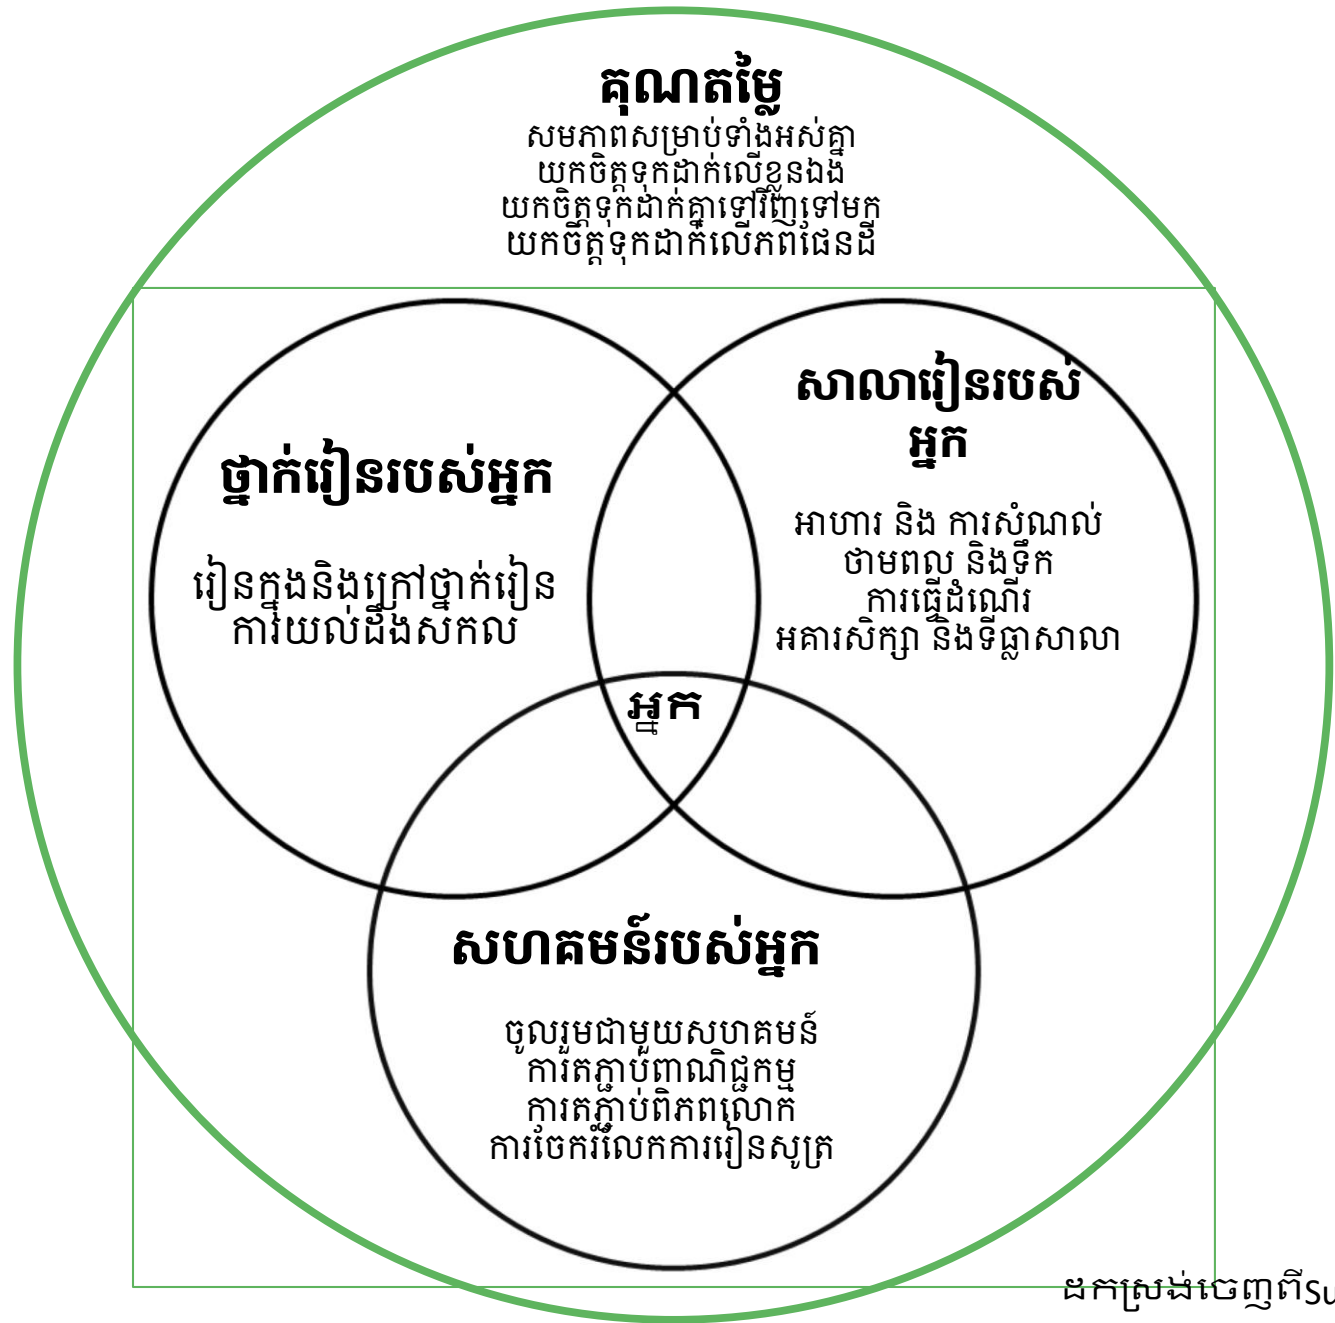 គុណតម្លៃ
សមភាពសម្រាប់ទាំងអស់គ្នា
យកចិត្តទុកដាក់លើខ្លួនឯង
យកចិត្តទុកដាក់គ្នាទៅវិញទៅមក
យកចិត្តទុកដាក់លើភពផែនដី
ថ្នាក់រៀនរបស់អ្នក
រៀនក្នុងនិងក្រៅថ្នាក់រៀន
ការយល់ដឹងសកល
សាលារៀនរបស់
អ្នក
អាហារ និង ការសំណល់
ថាមពល និងទឹក
ការធ្វើដំណើរ
អគារសិក្សា និងទីធ្លាសាលា
អ្នក
សហគមន៍របស់អ្នក
ចូលរួមជាមួយសហគមន៍
ការតភ្ជាប់ពាណិជ្ជកម្ម
ការតភ្ជាប់ពិភពលោក
ការចែករំលែកការរៀនសូត្រ
ដកស្រង់ចេញពីSu